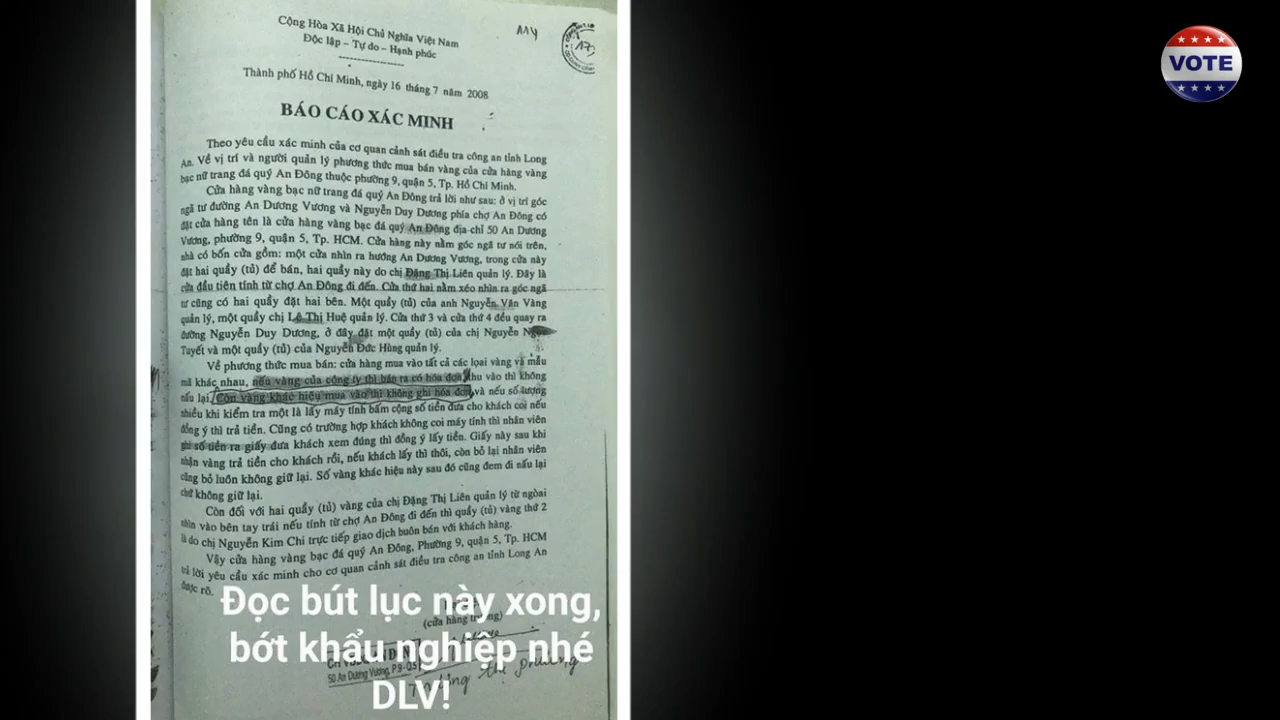 Cộng Hòa Xã Hội Chủ Nghĩa Việt Nam
Độc lập – Tự do – Hạnh phúc
114
173
VOTE
Thành phố Hồ Chí Minh, ngày 16 tháng 7 năm 2008
BÁO CÁO XÁC MINH
Theo yêu cầu xác minh của cơ quan cảnh sát điều tra công an tỉnh Long
An. Về vị trí và người quản lý phương thức mua bán vàng của cửa hàng vàng
bạc nữ trang đá quý An Đông thuộc phường 9, quận 5, Tp. Hồ Chí Minh.
Cửa hàng vàng bạc nữ trang đá quý An Đông trả lời như sau: ở vị trí góc
ngã tư đường An Dương Vương và Nguyễn Duy Dương phía chợ An Đông có
đặt cửa hàng tên là cửa hàng vàng bạc đá quý An Đông địa chỉ 50 An Dương
Vương, phường 9, quận 5, Tp. HCM. Cửa hàng này nằm góc ngã tư nói trên,
nhà có bốn cửa gồm: một cửa nhìn ra hướng An Dương Vương, trong cửa này
đặt hai quầy (tủ) để bán, hai quầy này do chị Đặng Thị Liên quản lý. Đây là
cửa đầu tiên tính từ chợ An Đông đi đến. Cửa thứ hai nằm xéo nhìn ra góc ngã
tư cũng có hai quầy đặt hai bên. Một quầy (tủ) của anh Nguyễn Văn Vàng
quản lý, một quầy chị Lê Thị Huệ quản lý. Cửa thứ 3 và cửa thứ 4 đều quay ra
đường Nguyễn Duy Dương, ở đây đặt một quầy (tủ) của chị Nguyễn
Tuyết và một quầy (tủ) của Nguyễn Đức Hùng quản lý.
Về phương thức mua bán: cửa hàng mua vào tất cả các lọai vàng và mẫu
mã khác nhau, nếu vàng của công ty thì bán ra có hóa đơn, thu vào thì không
nấu lại. Còn vàng khác hiệu mua vào thì không ghi hóa đơn và nếu số lượng
nhiều khi kiểm tra một là lấy máy tính bấm cộng số tiền đưa cho khách coi nếu
đồng ý thì trả tiền. Cũng có trường hợp khách không coi máy tính thì nhân viên
ghi số tiền ra giấy đưa khách xem đúng thì đồng ý lấy tiền. Giấy này sau khi
nhận vàng trả tiền cho khách rồi, nếu khách lấy thì thôi, còn bỏ lại nhân viên
cũng bỏ luôn không giữ lại. Số vàng khác hiệu này sau đó cũng đem đi nấu lại
chứ không giữ lại.
Còn đối với hai quầy (tủ) vàng của chị Đặng Thị Liên quản lý từ ngòai
nhìn vào bên tay trái nếu tính từ chợ An Đông đi đến thì quầy (tủ) vàng thứ 2
là do chị Nguyễn Kim Chi trực tiếp giao dịch buôn bán với khách hàng.
Vậy cửa hàng vàng bạc đá quý An Đông, Phường 9, quận 5, Tp. HCM
trả lời yêu cầu xác minh cho cơ quan cảnh sát điều tra công an tỉnh Long An
được rõ.
(cửa hàng trưởng)
50 An Dương Vương, P.9-Q.5
Đọc bút lục này xong,
bớt khẩu nghiệp nhé
DLV!